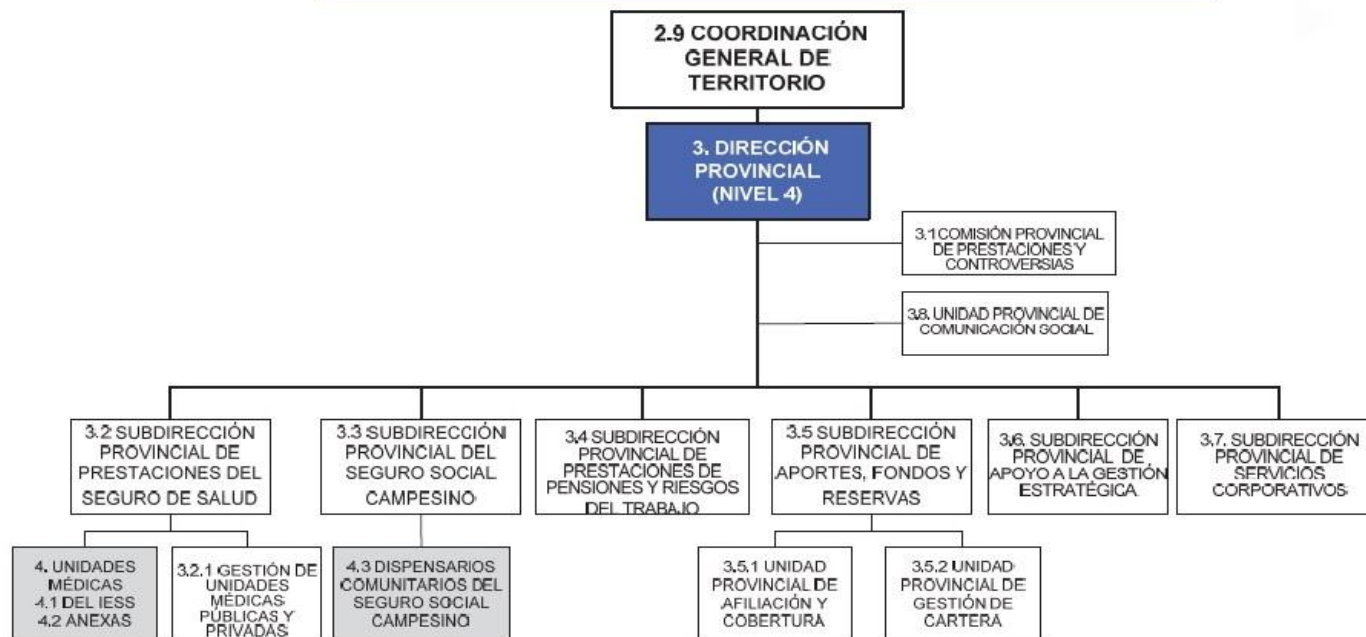 2.9 COORDINACIÓN
GENERAL DE
TERRITORIO
3. DIRECCIÓN
PROVINCIAL
(NIVEL 4)
3.1 COMISIÓN PROVINCIAL
DE PRESTACIONES Y
CONTROVERSIAS
3.8. UNIDAD PROVINCIAL DE
COMUNICACIÓN SOCIAL
3.2 SUBDIRECCIÓN
PROVINCIAL DE
PRESTACIONES DEL
SEGURO DE SALUD
3.3 SUBDIRECCIÓN
PROVINCIAL DEL
SEGURO SOCIAL
CAMPESINO
3.4 SUBDIRECCIÓN
PROVINCIAL DE
PRESTACIONES DE
PENSIONES Y RIESGOS
DEL TRABAJO
3.5 SUBDIRECCIÓN
PROVINCIAL DE
APORTES, FONDOS Y
RESERVAS
3.6. SUBDIRECCIÓN
PROVINCIAL DE
APOYO A LA GESTIÓN
ESTRATÉGICA
3.7. SUBDIRECCIÓN
PROVINCIAL DE
SERVICIOS
CORPORATIVOS
4. UNIDADES
MÉDICAS
4.1 DEL IESS
4.2 ANEXAS
3.2.1 GESTIÓN DE
UNIDADES
MÉDICAS
PÚBLICAS Y
PRIVADAS
4.3 DISPENSARIOS
COMUNITARIOS DEL
SEGURO SOCIAL
CAMPESINO
3.5.1 UNIDAD
PROVINCIAL DE
AFILIACIÓN Y
COBERTURA
3.5.2 UNIDAD
PROVINCIAL DE
GESTIÓN DE
CARTERA